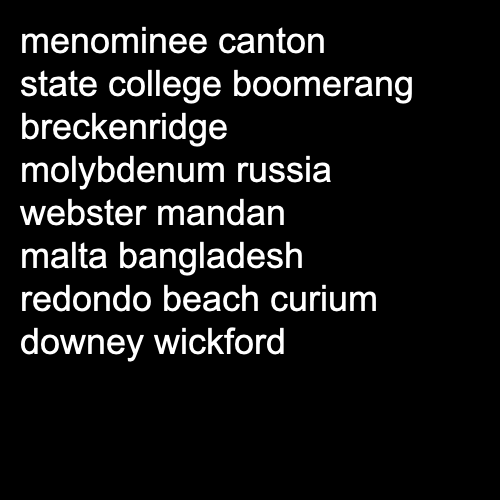 menominee canton
state college boomerang
breckenridge
molybdenum russia
webster mandan
malta bangladesh
redondo beach curium
downey wickford